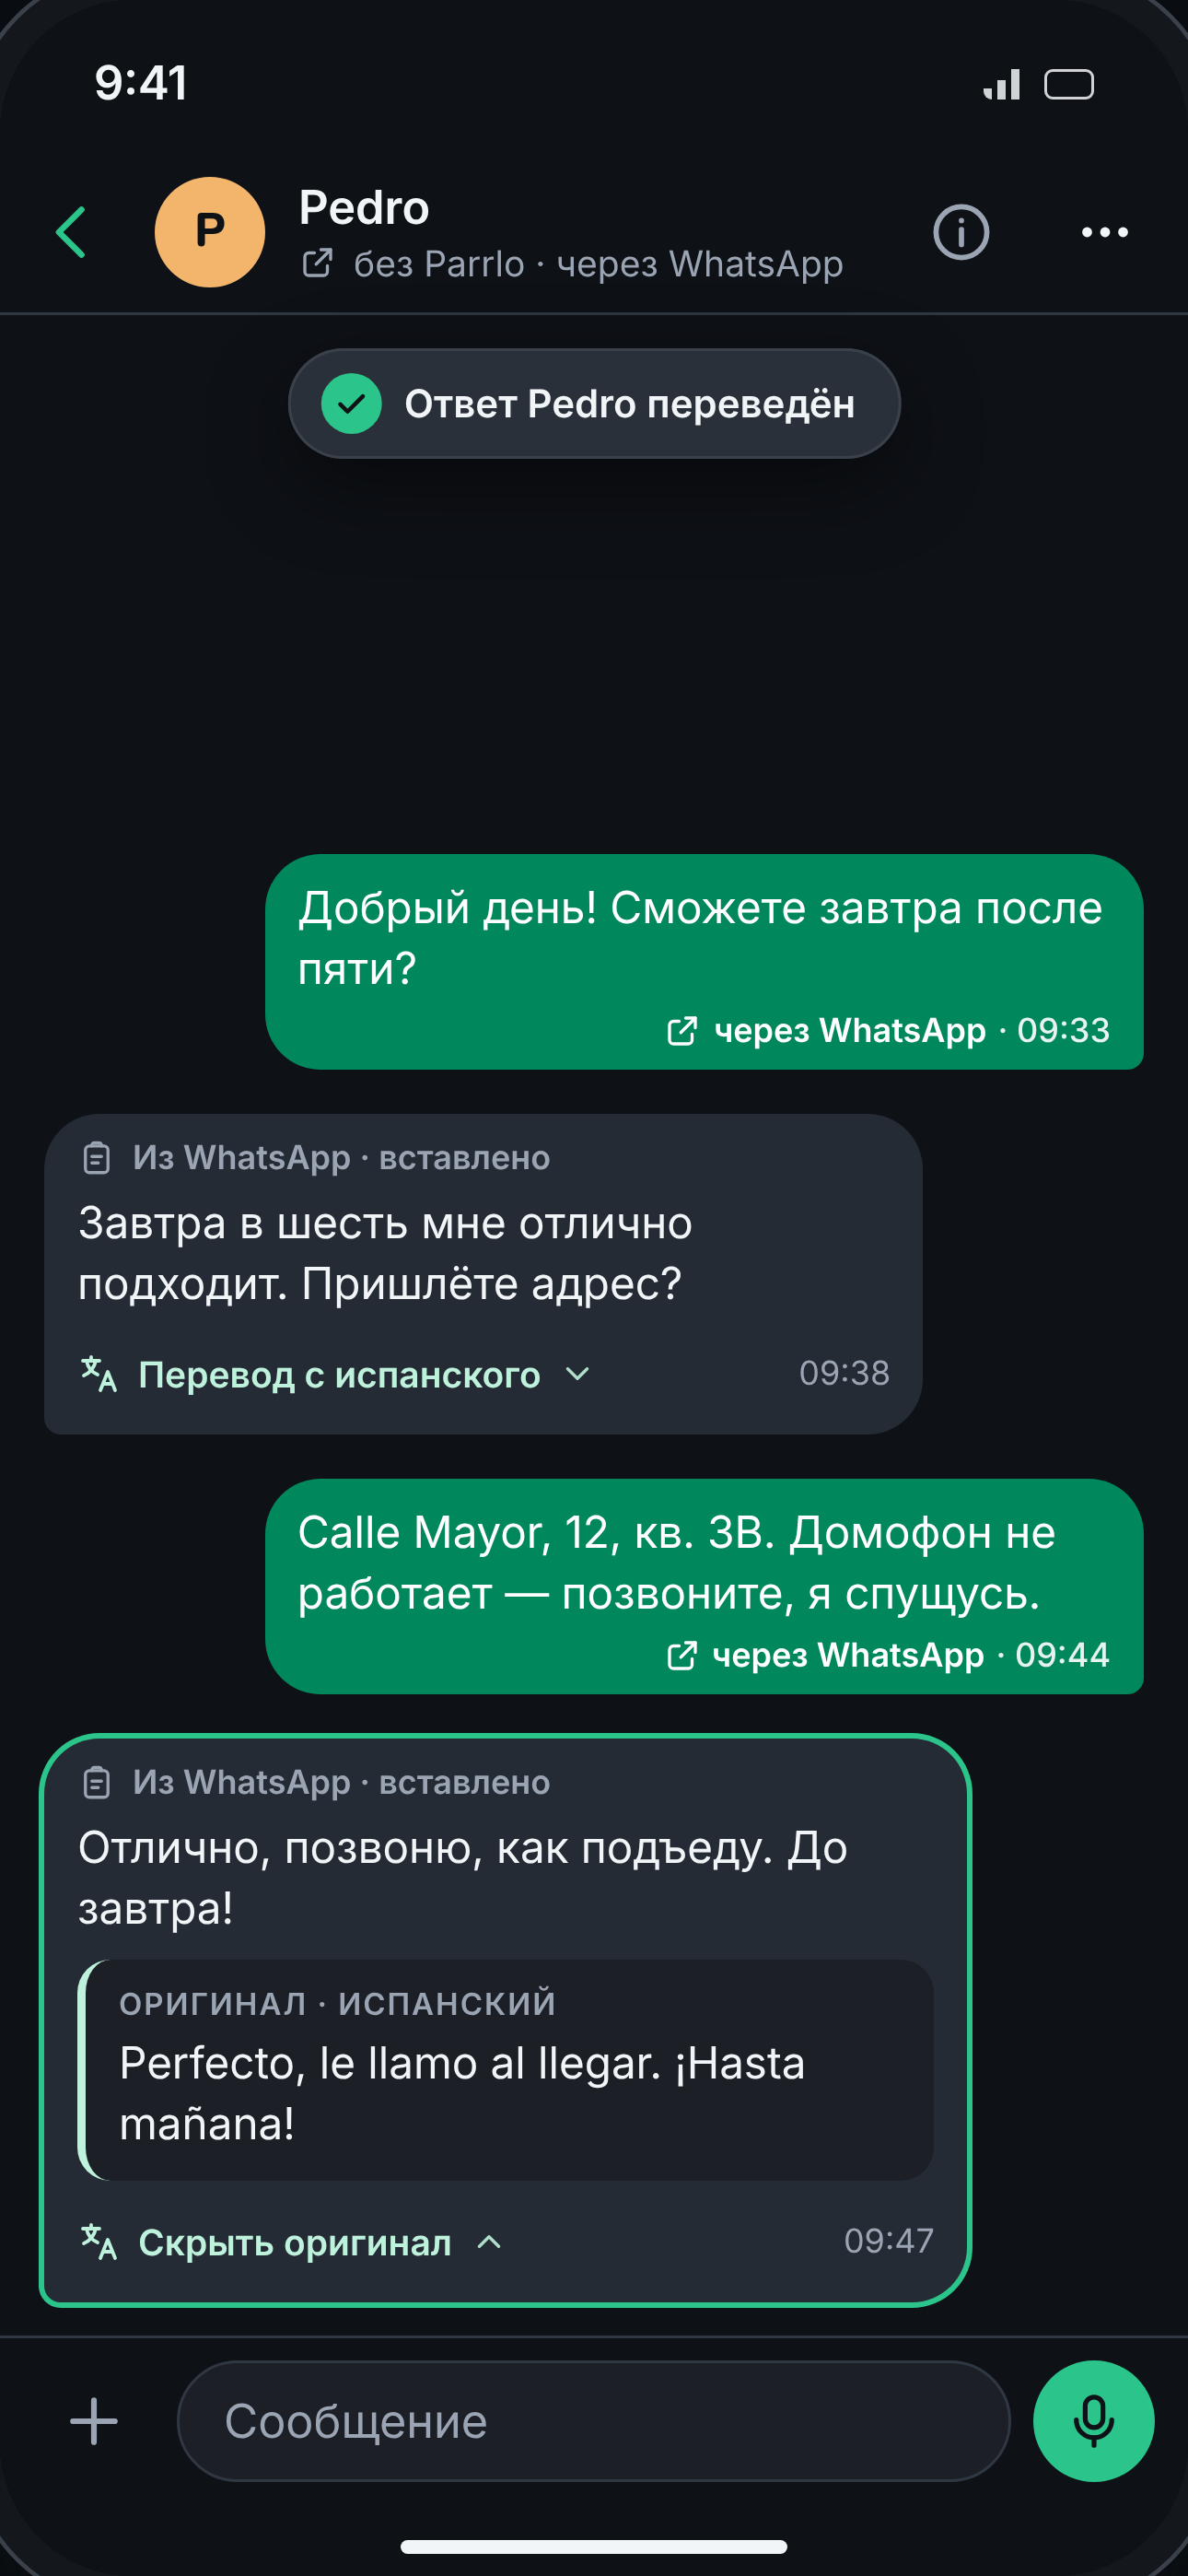 9:41
P
Pedro
без Parrlo · через WhatsApp
Ответ Pedro переведён
Добрый день! Сможете завтра после
пяти?
через WhatsApp · 09:33
Из WhatsApp · вставлено
Завтра в шесть мне отлично
подходит. Пришлёте адрес?
Перевод с испанского 09:38
Calle Mayor, 12, кв. 3В. Домофон не
работает — позвоните, я спущусь.
через WhatsApp · 09:44
Из WhatsApp · вставлено
Отлично, позвоню, как подъеду. До
завтра!
ОРИГИНАЛ · ИСПАНСКИЙ
Perfecto, le llamo al llegar. ¡Hasta
mañana!
Скрыть оригинал 09:47
Сообщение